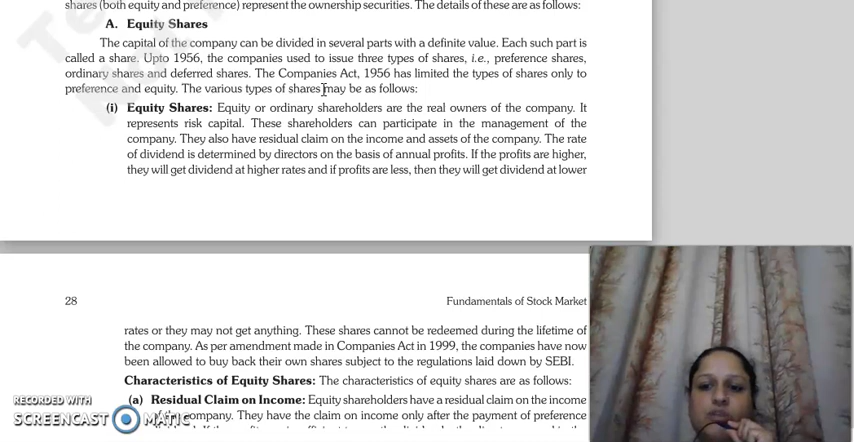 shares (both equity and preference) represent the ownership securities. The details of these are as follows:
A. Equity Shares
The capital of the company can be divided in several parts with a definite value. Each such part is
called a share. Upto 1956, the companies used to issue three types of shares, i.e., preference shares,
ordinary shares and deferred shares. The Companies Act, 1956 has limited the types of shares only to
preference and equity. The various types of shares may be as follows:
(i) Equity Shares: Equity or ordinary shareholders are the real owners of the company. It
represents risk capital. These shareholders can participate in the management of the
company. They also have residual claim on the income and assets of the company. The rate
of dividend is determined by directors on the basis of annual profits. If the profits are higher,
they will get dividend at higher rates and if profits are less, then they will get dividend at lower
28 Fundamentals of Stock Market
rates or they may not get anything. These shares cannot be redeemed during the lifetime of
the company. As per amendment made in Companies Act in 1999, the companies have now
been allowed to buy back their own shares subject to the regulations laid down by SEBI.
Characteristics of Equity Shares: The characteristics of equity shares are as follows:
(a) Residual Claim on Income: Equity shareholders have a residual claim on the income
company. They have the claim on income only after the payment of preference
RECORDED WITH
SCREENCAST MATIC